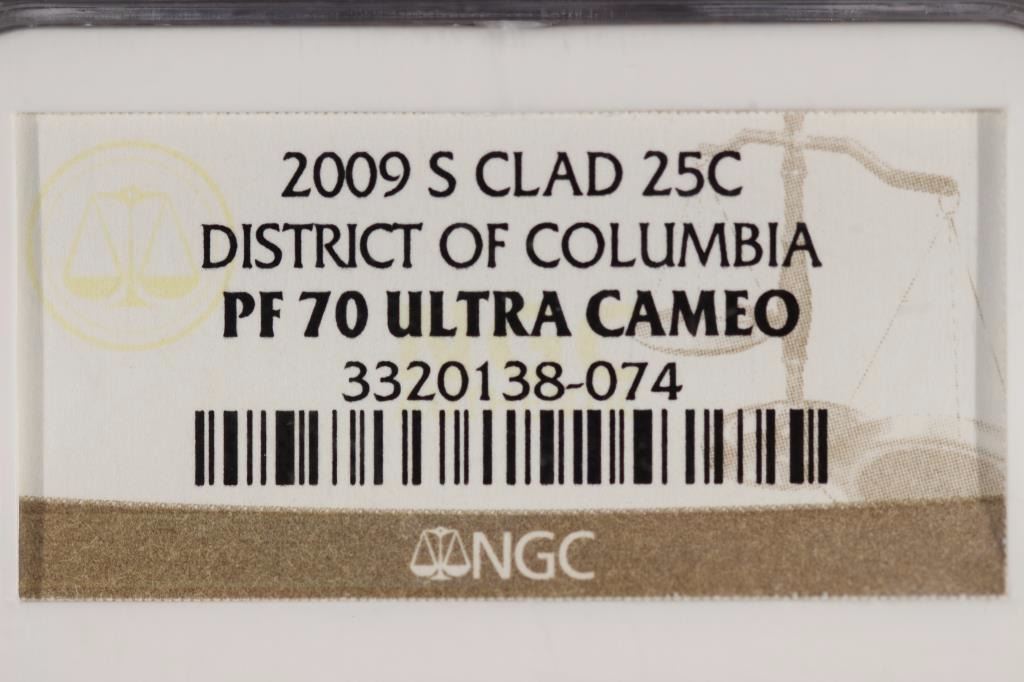 2009 S CLAD 25C
DISTRICT OF COLUMBIA
PF 70 ULTRA CAMEO
3320138-074
NGC